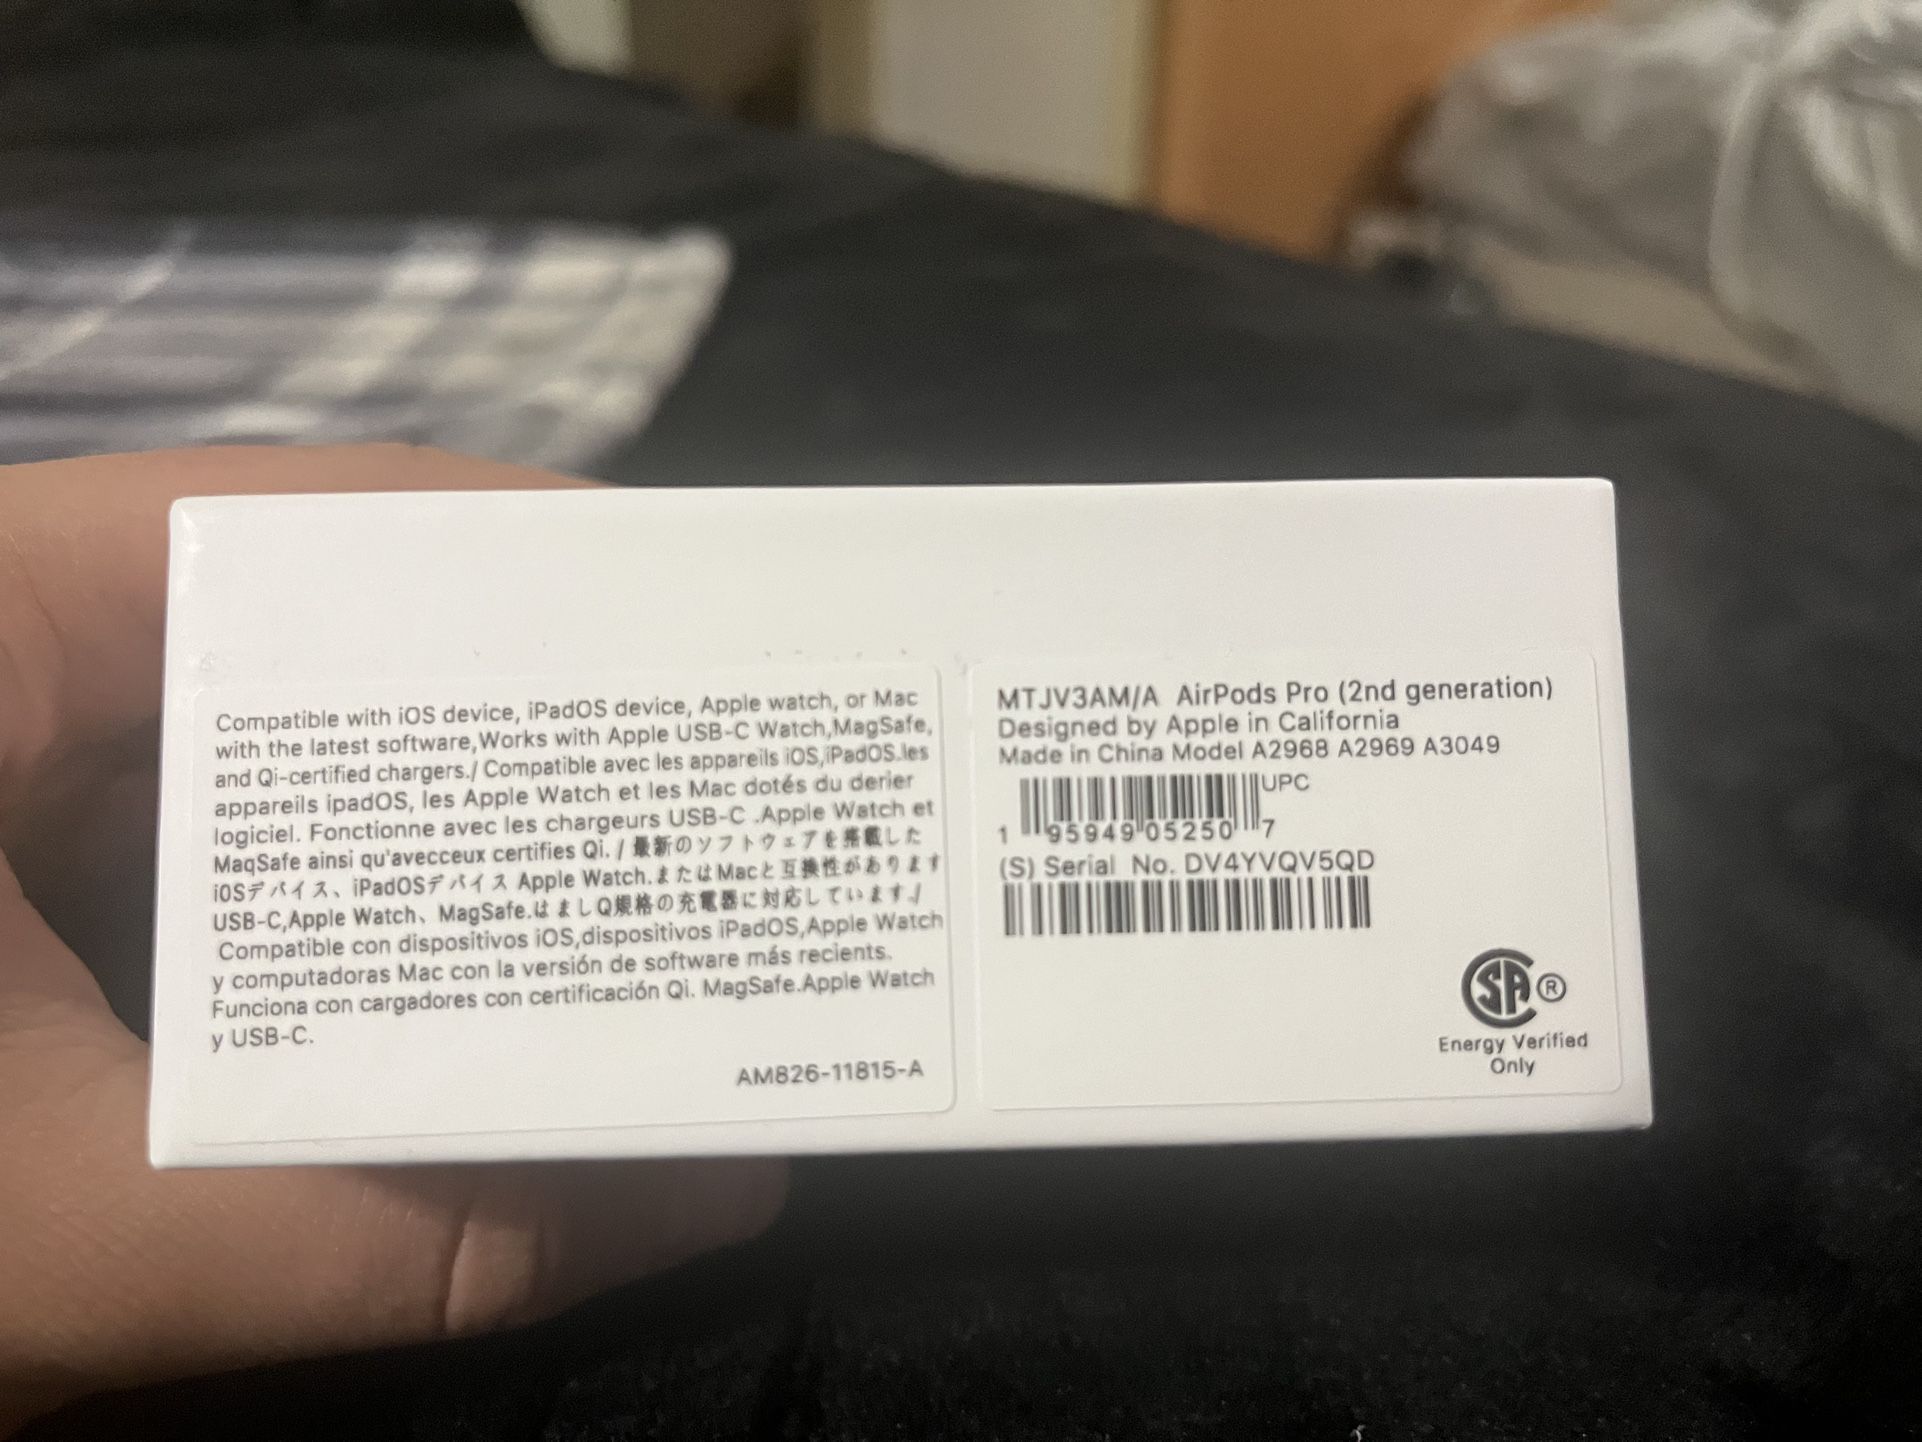 Compatible with iOS device, iPadOS device, Apple watch, or Mac
with the latest software,Works with Apple USB-C Watch,MagSafe,
and Qi-certified chargers./ Compatible avec les appareils iOS,iPadOS.les
appareils ipadOS, les Apple Watch et les Mac dotés du derier
logiciel. Fonctionne avec les chargeurs USB-C .Apple Watch et
MaqSafe ainsi qu'avecceux certifies Qi. / 最新のソフトウェアを搭載した
iOSデバイス、iPadOSデバイス Apple Watch.またはMacと互換性があります
USB-C,Apple Watch、MagSafe.はましQ規格の充電器に対応しています./
Compatible con dispositivos iOS,dispositivos iPadOS,Apple Watch
y computadoras Mac con la versión de software más recients.
Funciona con cargadores con certificación Qi. MagSafe.Apple Watch
y USB-C.
AM826-11815-A
MTJV3AM/A AirPods Pro (2nd generation)
Designed by Apple in California
Made in China Model A2968 A2969 A3049
UPC
1 95949 05250 7
(S) Serial No. DV4YVQV5QD
SA ®
Energy Verified
Only